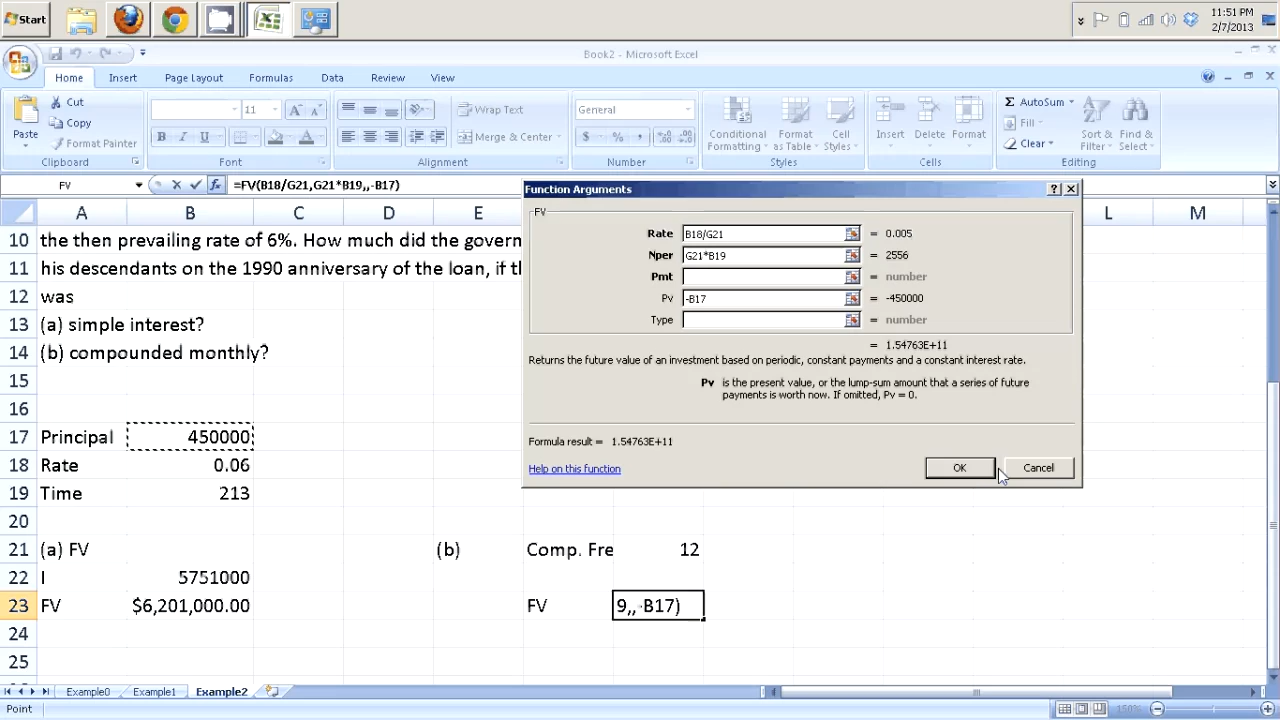 Start
11:51 PM
2/7/2013
Book2 - Microsoft Excel
Home Insert Page Layout Formulas Data Review View
Paste
Cut
Copy
Format Painter
Clipboard
11 A A
B I U
A
Font
Wrap Text
Merge & Center
Alignment
General
$ % ,
Number
Conditional Formatting
Format as Table
Cell Styles
Styles
Insert Delete Format
Cells
Σ AutoSum
Fill
Clear
Sort & Filter
Find & Select
Editing
FV
fx =FV(B18/G21,G21*B19,,-B17)
A B C D E L M
10 the then prevailing rate of 6%. How much did the govern
11 his descendants on the 1990 anniversary of the loan, if th
12 was
13 (a) simple interest?
14 (b) compounded monthly?
15
16
17 Principal 450000
18 Rate 0.06
19 Time 213
20
21 (a) FV (b) Comp. Fre 12
22 I 5751000
23 FV $6,201,000.00 FV 9,,-B17)
24
25
Function Arguments
FV
Rate B18/G21 = 0.005
Nper G21*B19 = 2556
Pmt = number
Pv -B17 = -450000
Type = number
= 1.54763E+11
Returns the future value of an investment based on periodic, constant payments and a constant interest rate.
Pv is the present value, or the lump-sum amount that a series of future
payments is worth now. If omitted, Pv = 0.
Formula result = 1.54763E+11
Help on this function
OK Cancel
Example0 Example1 Example2
Point
150%